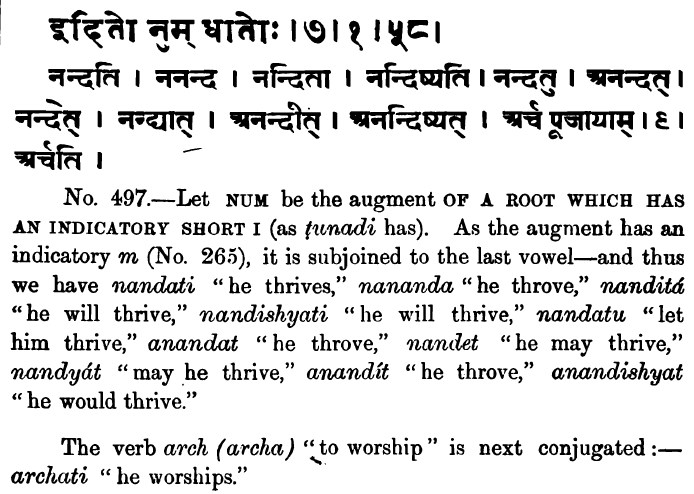 इदितो नुम् धातोः । ७ । १ । ५८ ।
नन्दति । ननन्द । नन्दिता । नन्दिष्यति । नन्दतु । अनन्दत् ।
नन्देत् । नन्द्यात् । अनन्दीत् । अनन्दिष्यत् । अर्च पूजायाम् । ६ ।
अर्चति ।
No. 497.—Let NUM be the augment OF A ROOT WHICH HAS
AN INDICATORY SHORT I (as ṭunadi has). As the augment has an
indicatory m (No. 265), it is subjoined to the last vowel—and thus
we have nandati “he thrives,” nananda “he throve,” nanditá
“he will thrive,” nandishyati “he will thrive,” nandatu “let
him thrive,” anandat “he throve,” nandet “he may thrive,”
nandyát “may he thrive,” anandít “he throve,” anandishyat
“he would thrive.”
The verb arch (archa) “to worship” is next conjugated :—
archati “he worships.”